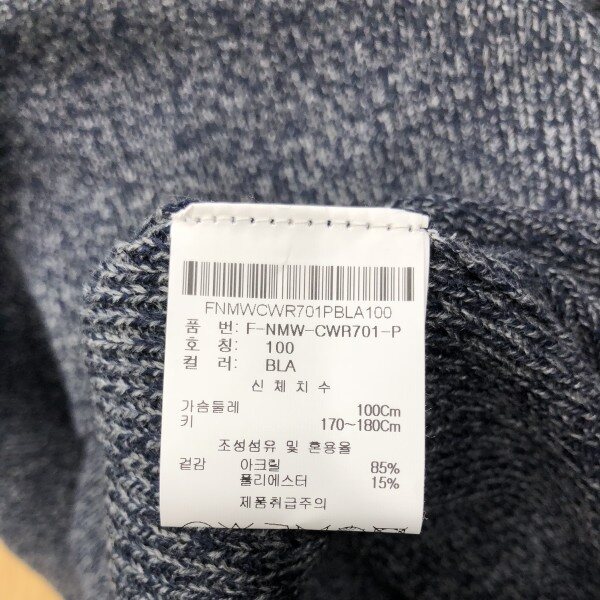 FNMWCWR701PBLA100
품 번: F-NMW-CWR701-P
호 칭: 100
컬 러: BLA
신 체 치 수
가슴둘레 100Cm
키 170~180Cm
조성섬유 및 혼용율
겉감 아크릴 85%
폴리에스터 15%
제품취급주의